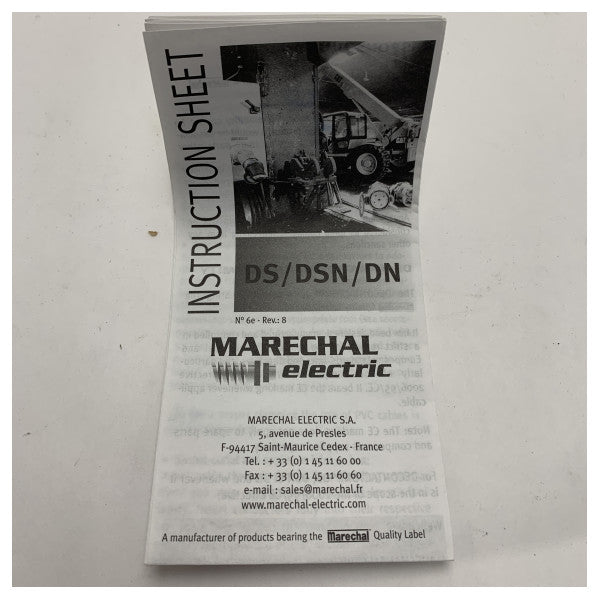 INSTRUCTION SHEET
DS/DSN/DN
N° 6e - Rev.: 8
MARECHAL
electric
MARECHAL ELECTRIC S.A.
5, avenue de Presles
F-94417 Saint-Maurice Cedex - France
Tel. : + 33 (0) 1 45 11 60 00
Fax : + 33 (0) 1 45 11 60 60
e-mail : sales@marechal.fr
www.marechal-electric.com
A manufacturer of products bearing the Marechal Quality Label